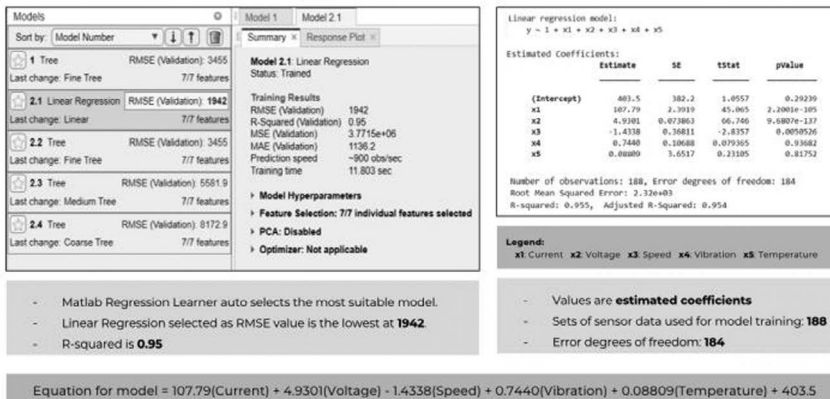 Models
Sort by: Model Number
1 Tree RMSE (Validation): 3455
Last change: Fine Tree 7/7 features
2.1 Linear Regression RMSE (Validation): 1942
Last change: Linear 7/7 features
2.2 Tree RMSE (Validation): 3455
Last change: Fine Tree 7/7 features
2.3 Tree RMSE (Validation): 5581.9
Last change: Medium Tree 7/7 features
2.4 Tree RMSE (Validation): 8172.9
Last change: Coarse Tree 7/7 features
Model 1 Model 2.1
Summary × Response Plot ×
Model 2.1: Linear Regression
Status: Trained
Training Results
RMSE (Validation) 1942
R-Squared (Validation) 0.95
MSE (Validation) 3.7715e+06
MAE (Validation) 1136.2
Prediction speed ~900 obs/sec
Training time 11.803 sec
Model Hyperparameters
Feature Selection: 7/7 individual features selected
PCA: Disabled
Optimizer: Not applicable
Linear regression model:
y ~ 1 + x1 + x2 + x3 + x4 + x5
Estimated Coefficients:
Estimate SE tStat pValue
(Intercept) 403.5 382.2 1.0557 0.29239
x1 107.79 2.3919 45.065 2.2001e-105
x2 4.9301 0.073863 66.746 9.6807e-137
x3 -1.4338 0.36811 -2.8357 0.0050526
x4 0.7440 0.10688 0.079365 0.93682
x5 0.08809 3.6517 0.23105 0.81752
Number of observations: 188, Error degrees of freedom: 184
Root Mean Squared Error: 2.32e+03
R-squared: 0.955, Adjusted R-Squared: 0.954
Legend:
x1: Current x2: Voltage x3: Speed x4: Vibration x5: Temperature
- Matlab Regression Learner auto selects the most suitable model.
- Linear Regression selected as RMSE value is the lowest at 1942.
- R-squared is 0.95
- Values are estimated coefficients
- Sets of sensor data used for model training: 188
- Error degrees of freedom: 184
Equation for model = 107.79(Current) + 4.9301(Voltage) - 1.4338(Speed) + 0.7440(Vibration) + 0.08809(Temperature) + 403.5